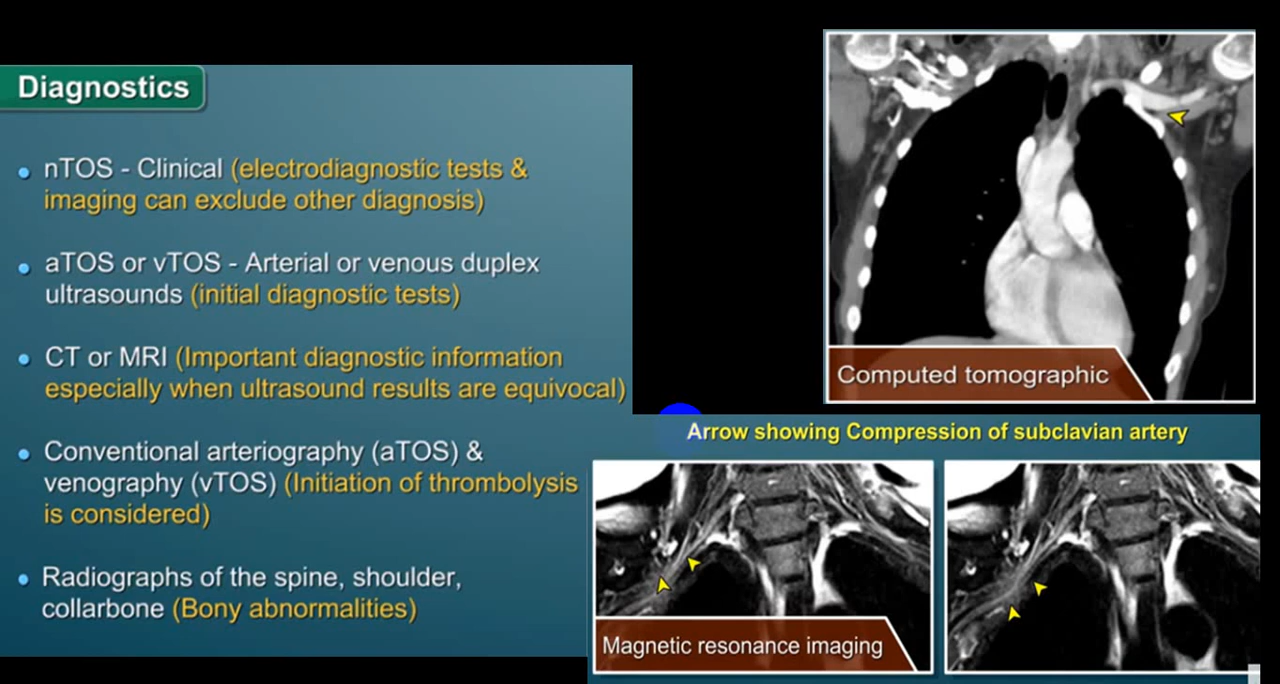 Diagnostics
nTOS - Clinical (electrodiagnostic tests &
imaging can exclude other diagnosis)
aTOS or vTOS - Arterial or venous duplex
ultrasounds (initial diagnostic tests)
CT or MRI (Important diagnostic information
especially when ultrasound results are equivocal)
Conventional arteriography (aTOS) &
venography (vTOS) (Initiation of thrombolysis
is considered)
Radiographs of the spine, shoulder,
collarbone (Bony abnormalities)
Computed tomographic
Arrow showing Compression of subclavian artery
Magnetic resonance imaging